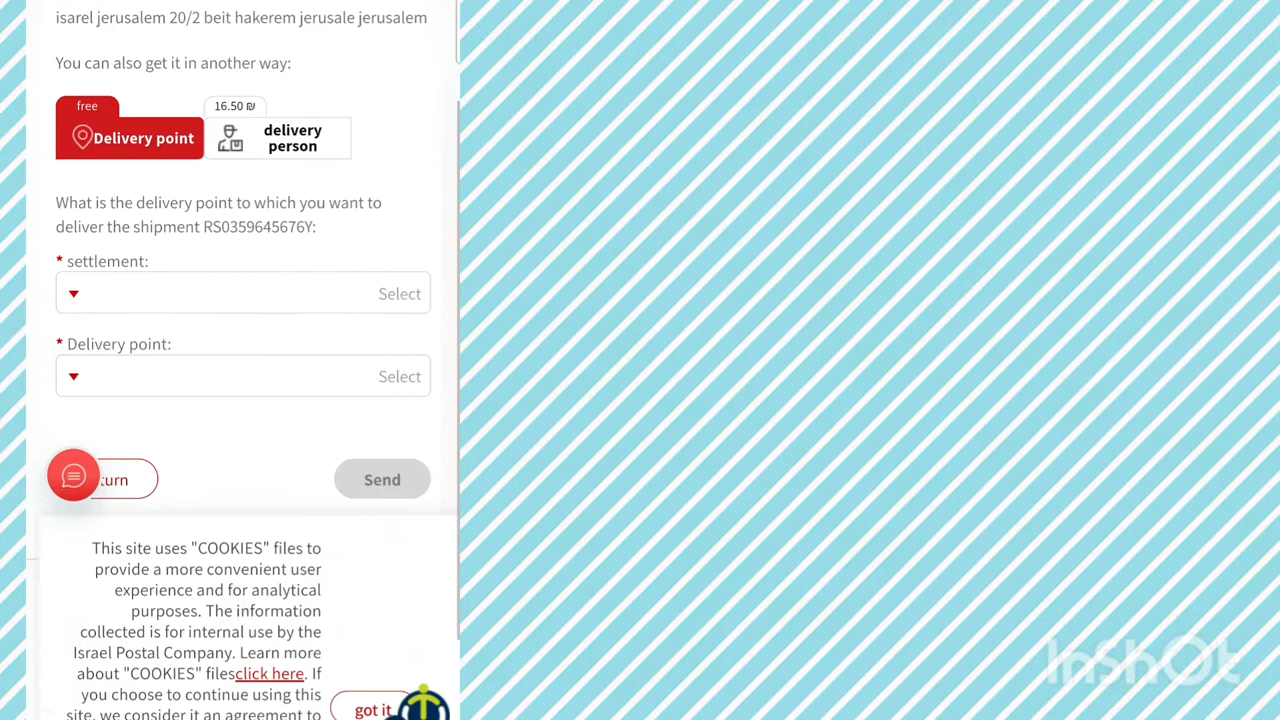 isarel jerusalem 20/2 beit hakerem jerusale jerusalem
You can also get it in another way:
free
16.50 ₪
Delivery point
delivery
person
What is the delivery point to which you want to
deliver the shipment RS0359645676Y:
* settlement:
Select
* Delivery point:
Select
turn
Send
This site uses "COOKIES" files to
provide a more convenient user
experience and for analytical
purposes. The information
collected is for internal use by the
Israel Postal Company. Learn more
about "COOKIES" filesclick here. If
you choose to continue using this
site, we consider it an agreement to
got it
InShOt